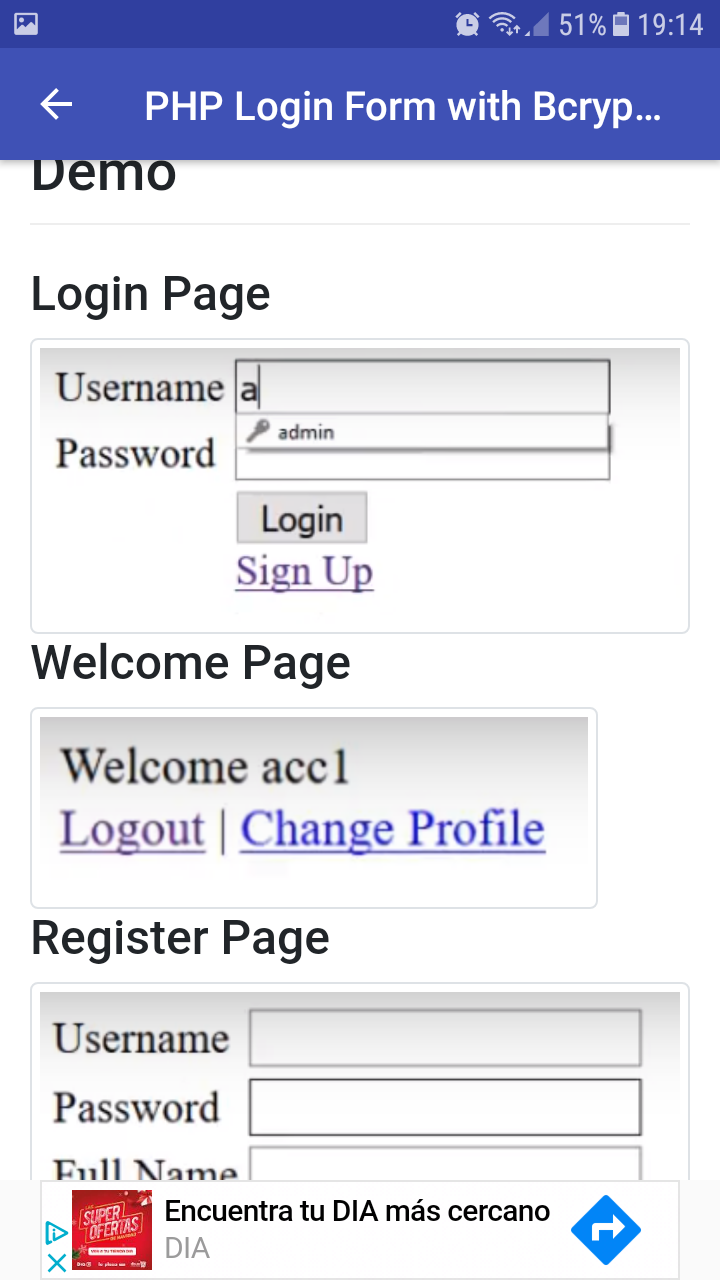 51% 19:14
PHP Login Form with Bcryp...
Demo
Login Page
Username a
admin
Password
Login
Sign Up
Welcome Page
Welcome acc1
Logout | Change Profile
Register Page
Username
Password
Full Name
SUPER
OFERTAS
Encuentra tu DIA más cercano
DIA